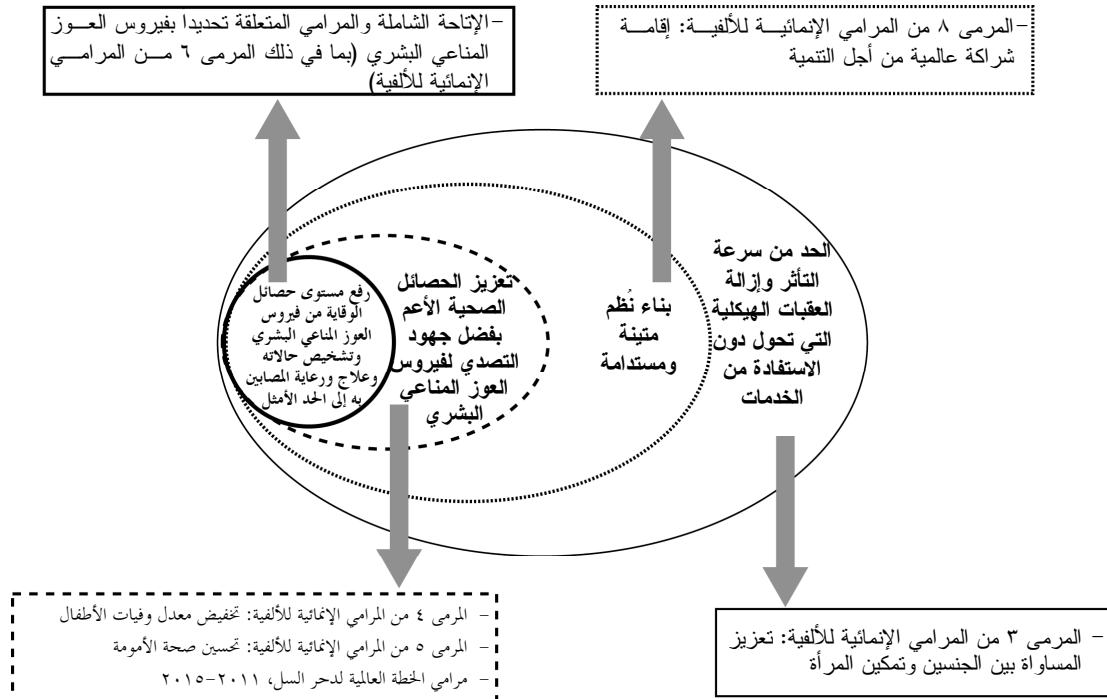 - المرمى ٨ من المرامي الإنمائية للألفية: إقامة
شراكة عالمية من أجل التنمية
- الإتاحة الشاملة والمرامي المتعلقة تحديدا بفيروس العوز
المناعي البشري (بما في ذلك المرمى ٦ من المرامي
الإنمائية للألفية)
الحد من سرعة
التأثر وإزالة
العقبات الهيكلية
التي تحول دون
الاستفادة من
الخدمات
بناء نُظم
متينة
ومستدامة
تعزيز الحصائل
الصحية الأعم
بفضل جهود
التصدي لفيروس
العوز المناعي
البشري
رفع مستوى حصائل
الوقاية من فيروس
العوز المناعي البشري
وتشخيص حالاته
وعلاج ورعاية المصابين
به إلى الحد الأمثل
- المرمى ٣ من المرامي الإنمائية للألفية: تعزيز
المساواة بين الجنسين وتمكين المرأة
- المرمى ٤ من المرامي الإنمائية للألفية: تخفيض معدل وفيات الأطفال
- المرمى ٥ من المرامي الإنمائية للألفية: تحسين صحة الأمومة
- مرامي الخطة العالمية لدحر السل، ٢٠١١-٢٠١٥